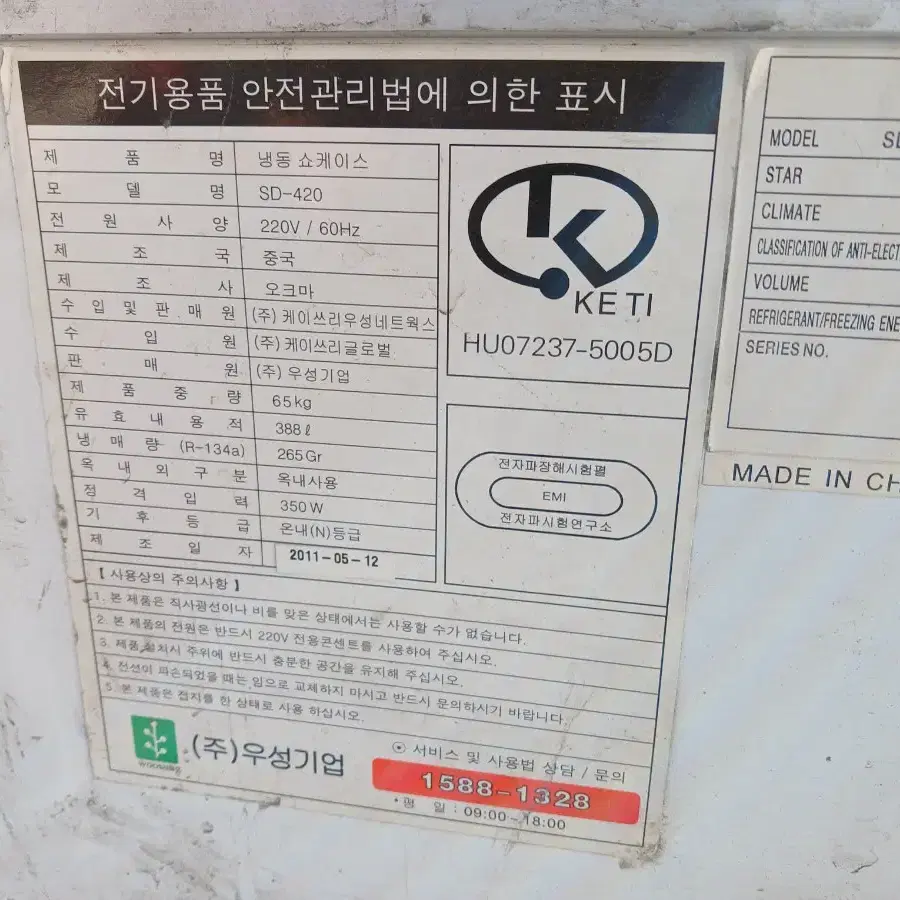 전기용품 안전관리법에 의한 표시
제 품 명 냉동 쇼케이스
모 델 명 SD-420
전 원 사 양 220V / 60Hz
제 조 국 중국
제 조 사 오크마
수 입 및 판 매 원 (주) 케이쓰리우성네트웍스
수 입 원 (주) 케이쓰리글로벌
판 매 원 (주) 우성기업
제 품 중 량 65kg
유 효 내 용 적 388ℓ
냉 매 량 (R-134a) 265Gr
옥 내 외 구 분 옥내사용
정 격 입 력 350W
기 후 등 급 온내(N)등급
제 조 일 자 2011-05-12
KETI
HU07237-5005D
전자파장해시험필
EMI
전자파시험연구소
【 사용상의 주의사항 】
1. 본 제품은 직사광선이나 비를 맞은 상태에서는 사용할 수가 없습니다.
2. 본 제품의 전원은 반드시 220V 전용콘센트를 사용하여 주십시오.
3. 제품 설치시 주위에 반드시 충분한 공간을 유지해 주십시오.
4. 전선이 파손되었을 때는 임으로 교체하지 마시고 반드시 문의하시기 바랍니다.
5. 본 제품은 접지를 한 상태로 사용 하십시오.
woosung
(주)우성기업
⊙ 서비스 및 사용법 상담 / 문의
1588-1328
* 평 일 : 09:00~18:00
MODEL
STAR
CLIMATE
CLASSIFICATION OF
VOLUME
REFRIGERANT/FREEZING
SERIES NO.
MADE IN